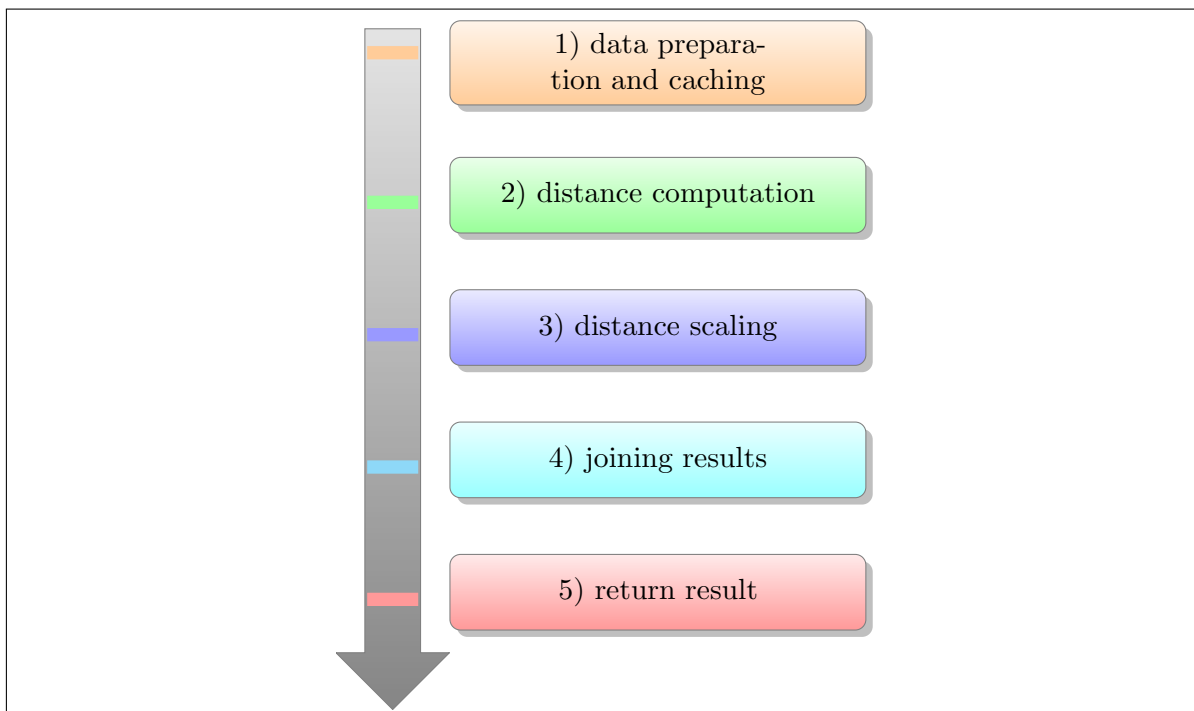 1) data prepara-
tion and caching
2) distance computation
3) distance scaling
4) joining results
5) return result